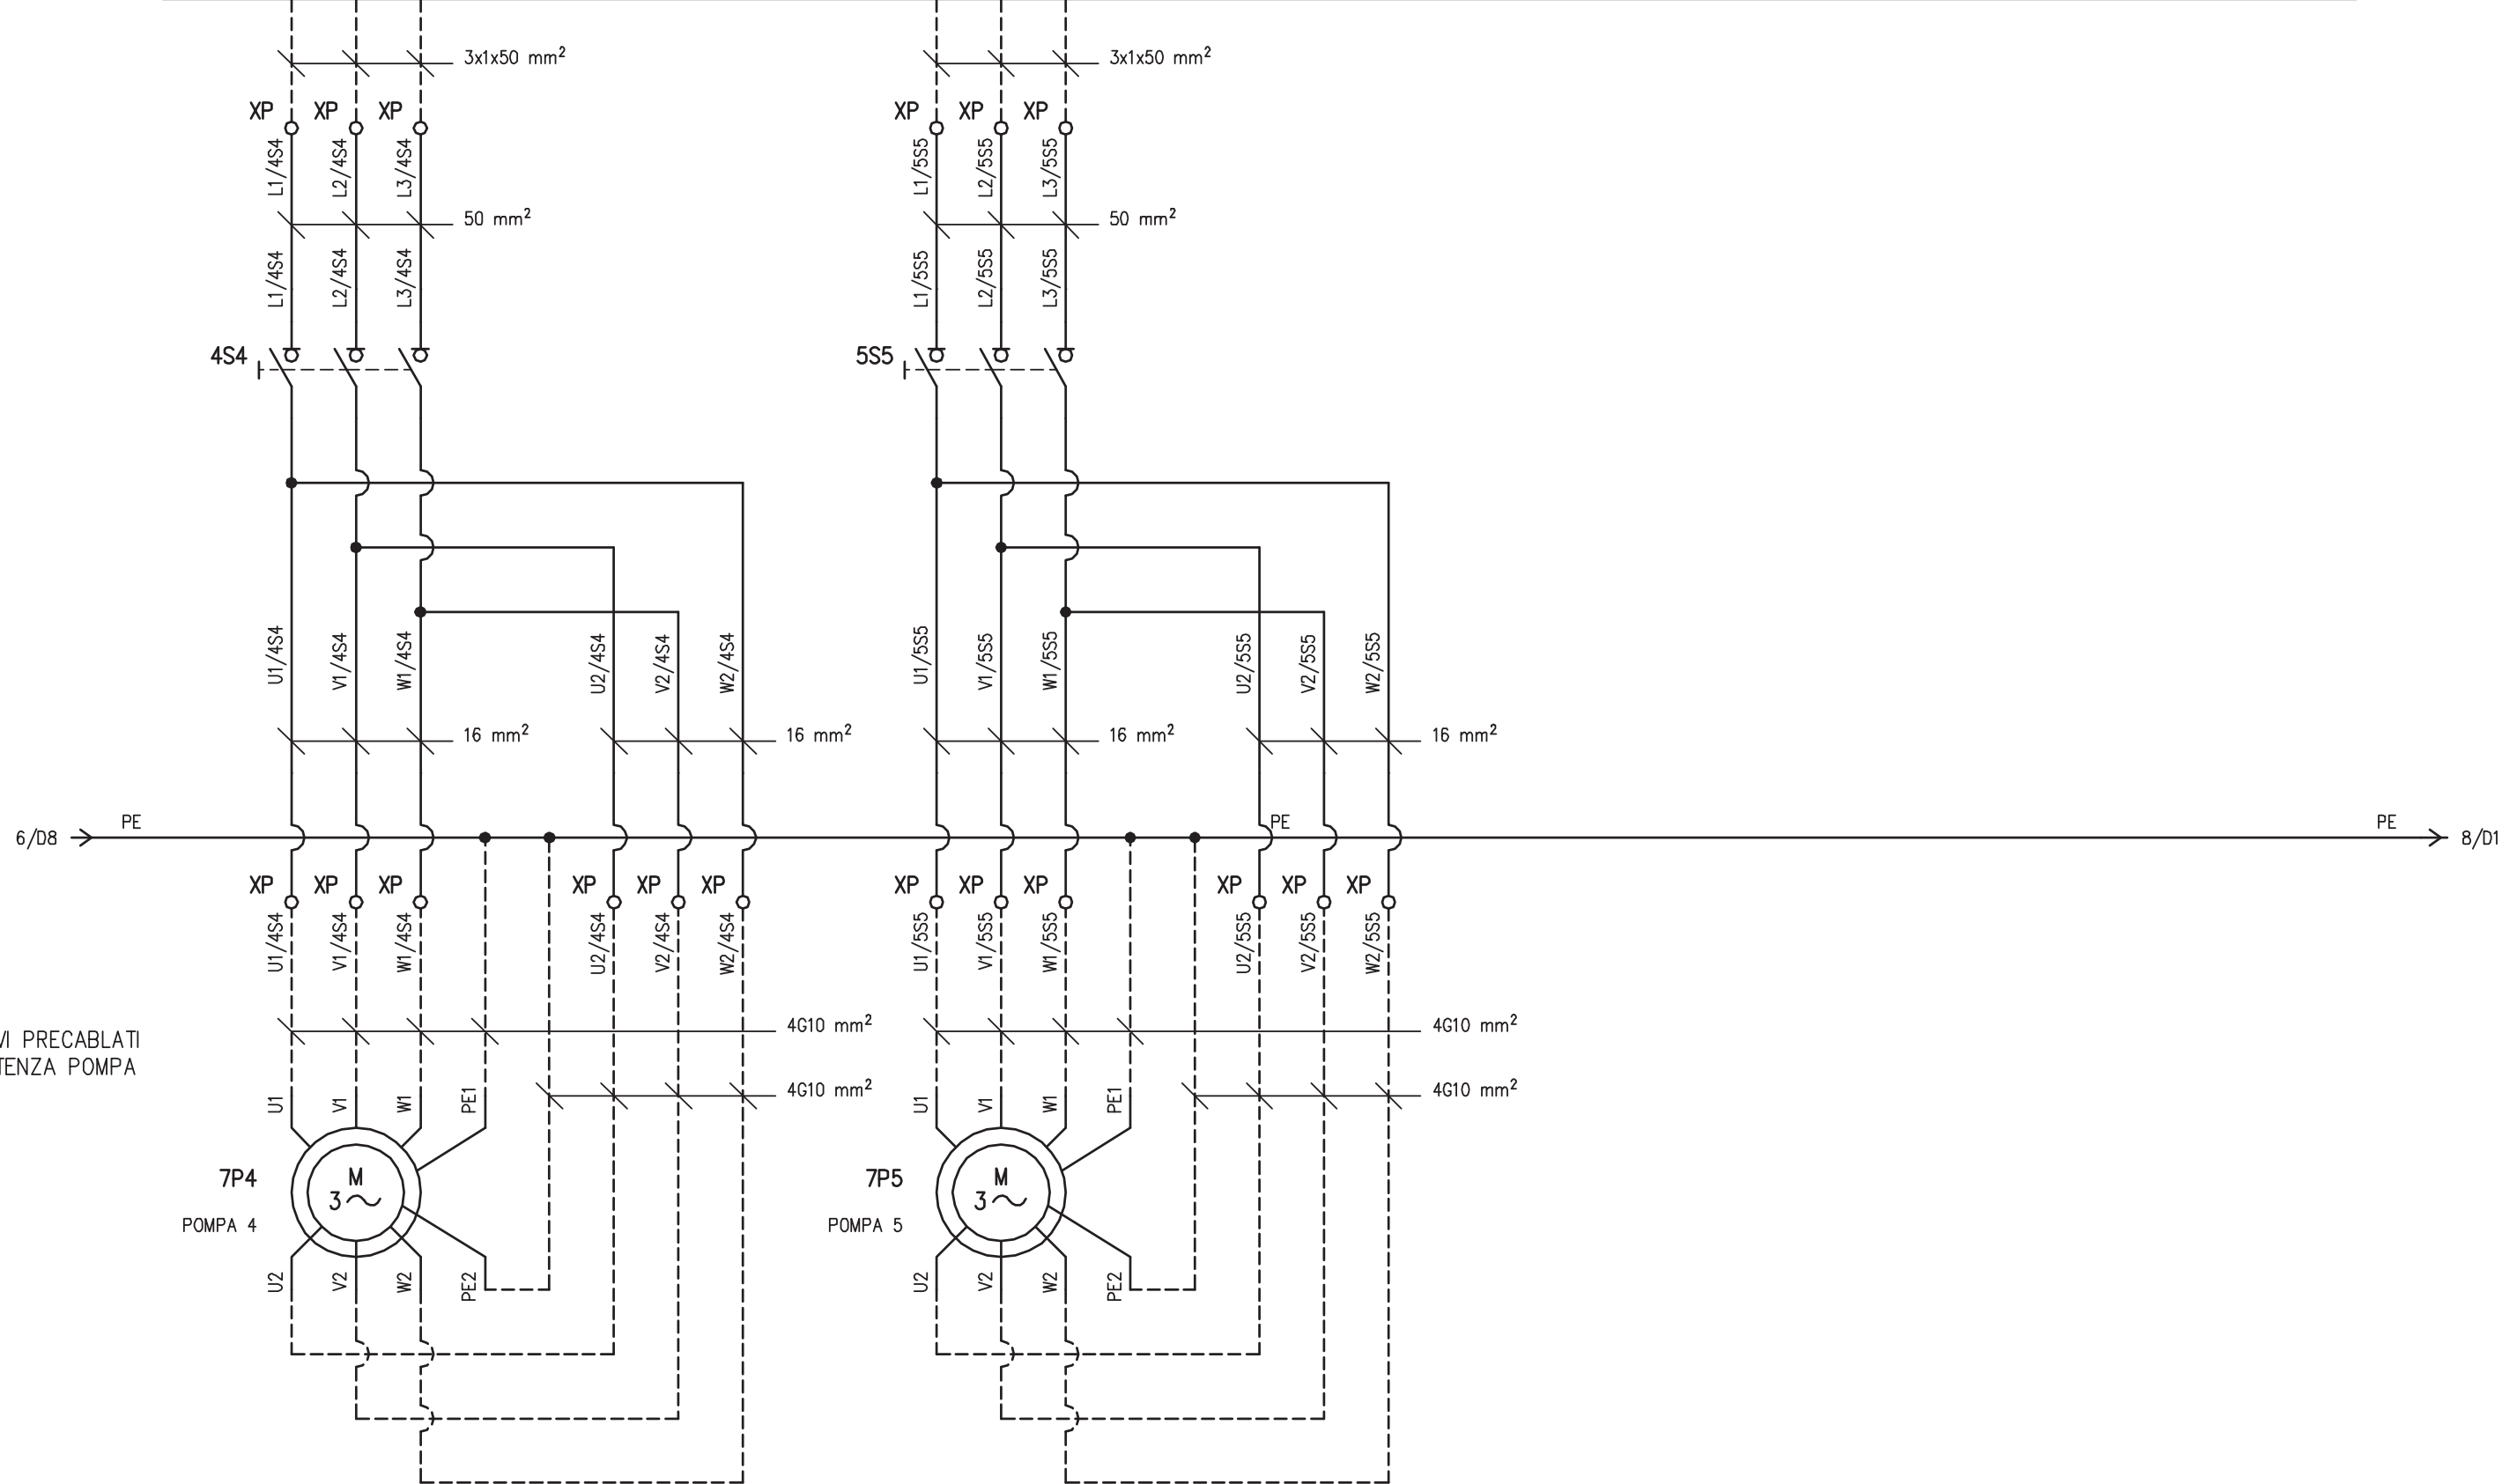 3x1x50 mm²
3x1x50 mm²
XP XP XP
XP XP XP
L1/4S4 L2/4S4 L3/4S4
L1/5S5 L2/5S5 L3/5S5
50 mm²
50 mm²
L1/4S4 L2/4S4 L3/4S4
L1/5S5 L2/5S5 L3/5S5
4S4
5S5
U1/4S4 V1/4S4 W1/4S4 U2/4S4 V2/4S4 W2/4S4
U1/5S5 V1/5S5 W1/5S5 U2/5S5 V2/5S5 W2/5S5
16 mm²
16 mm²
16 mm²
16 mm²
6/D8
PE
PE
PE
8/D1
XP XP XP XP XP XP
XP XP XP XP XP XP
U1/4S4 V1/4S4 W1/4S4 U2/4S4 V2/4S4 W2/4S4
U1/5S5 V1/5S5 W1/5S5 U2/5S5 V2/5S5 W2/5S5
4G10 mm²
4G10 mm²
VI PRECABLATI
TENZA POMPA
4G10 mm²
4G10 mm²
U1 V1 W1 PE1
U1 V1 W1 PE1
7P4
M
3
7P5
M
3
POMPA 4
POMPA 5
U2 V2 W2 PE2
U2 V2 W2 PE2